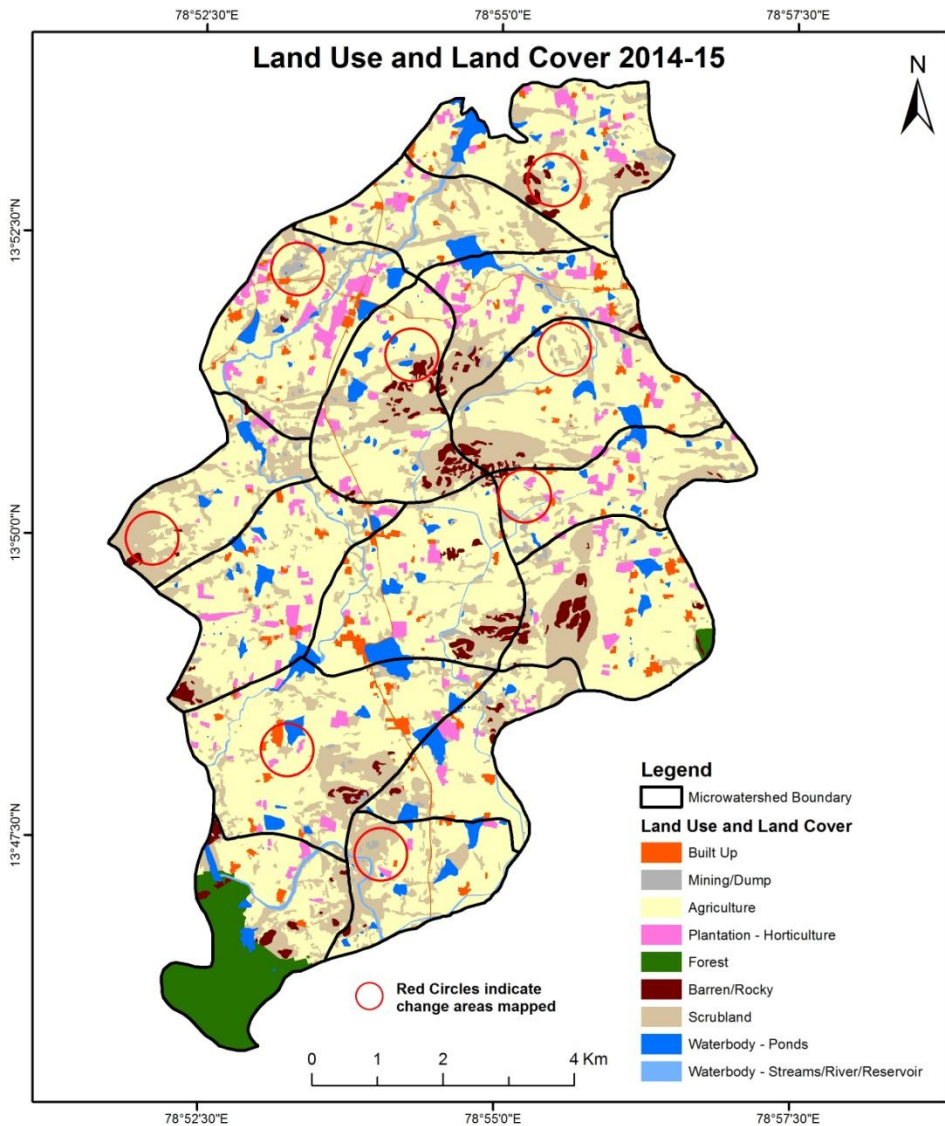 78°52'30"E
78°55'0"E
78°57'30"E
Land Use and Land Cover 2014-15
N
13°52'30"N
13°50'0"N
13°47'30"N
Legend
Microwatershed Boundary
Land Use and Land Cover
Built Up
Mining/Dump
Agriculture
Plantation - Horticulture
Forest
Barren/Rocky
Scrubland
Waterbody - Ponds
Waterbody - Streams/River/Reservoir
Red Circles indicate
change areas mapped
0 1 2 4 Km
78°52'30"E
78°55'0"E
78°57'30"E